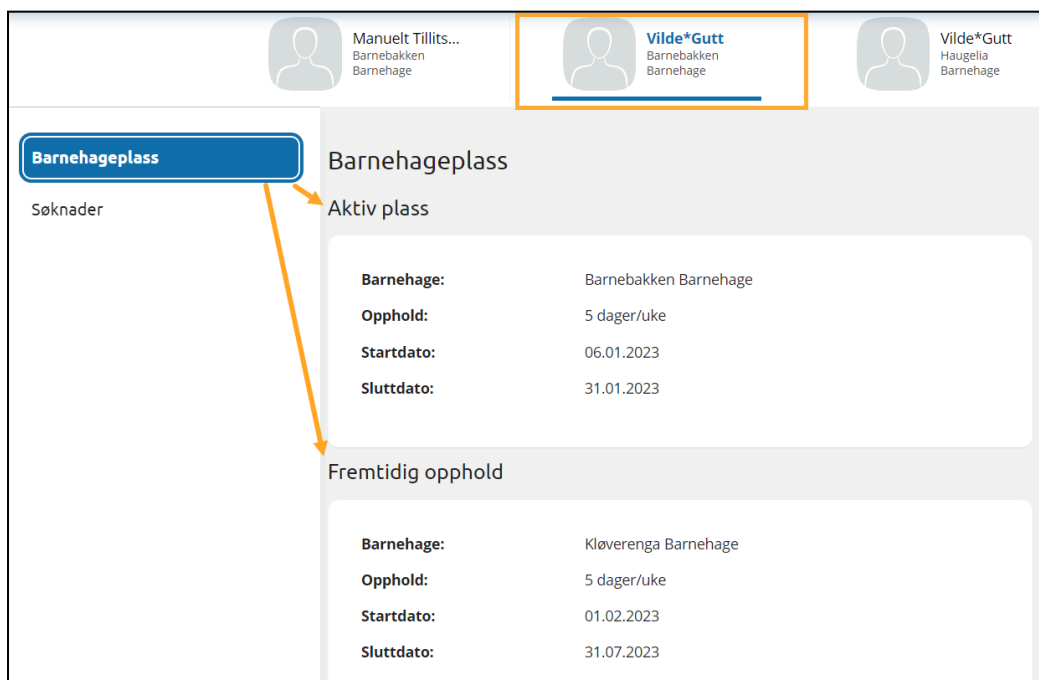 Manuelt Tillits...
Barnebakken
Barnehage
Vilde*Gutt
Barnebakken
Barnehage
Vilde*Gutt
Haugelia
Barnehage
Barnehageplass
Søknader
Barnehageplass
Aktiv plass
Barnehage: Barnebakken Barnehage
Opphold: 5 dager/uke
Startdato: 06.01.2023
Sluttdato: 31.01.2023
Fremtidig opphold
Barnehage: Kløverenga Barnehage
Opphold: 5 dager/uke
Startdato: 01.02.2023
Sluttdato: 31.07.2023